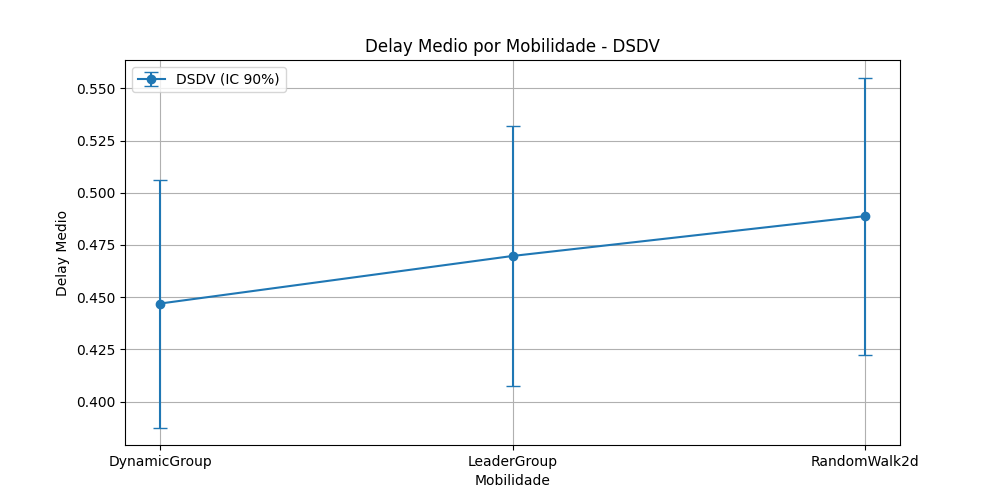 Delay Medio por Mobilidade - DSDV
DSDV (IC 90%)
Delay Medio
0.550
0.525
0.500
0.475
0.450
0.425
0.400
DynamicGroup
LeaderGroup
RandomWalk2d
Mobilidade